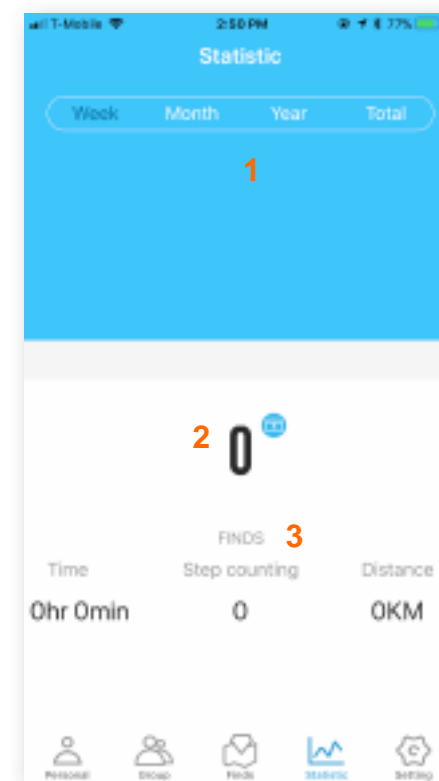 T-Mobile 2:50 PM 77%
Statistic
Week Month Year Total
1
2 0
FINDS 3
Time Step counting Distance
0hr 0min 0 0KM
Personal Group Finds Statistic Setting